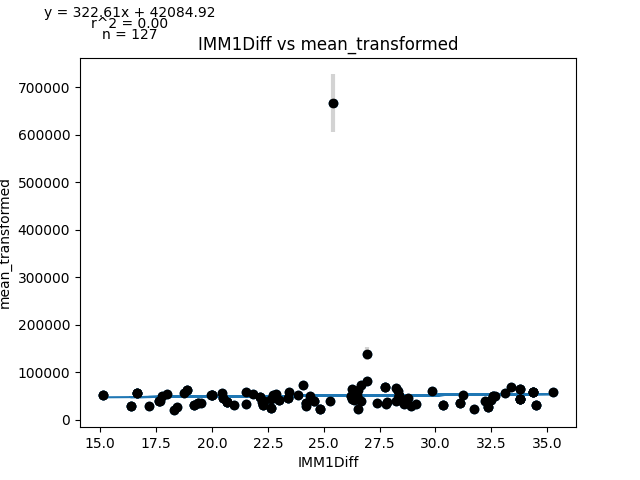 y = 322.61x + 42084.92
r^2 = 0.00
n = 127
IMM1Diff vs mean_transformed
mean_transformed
700000
600000
500000
400000
300000
200000
100000
0
15.0 17.5 20.0 22.5 25.0 27.5 30.0 32.5 35.0
IMM1Diff